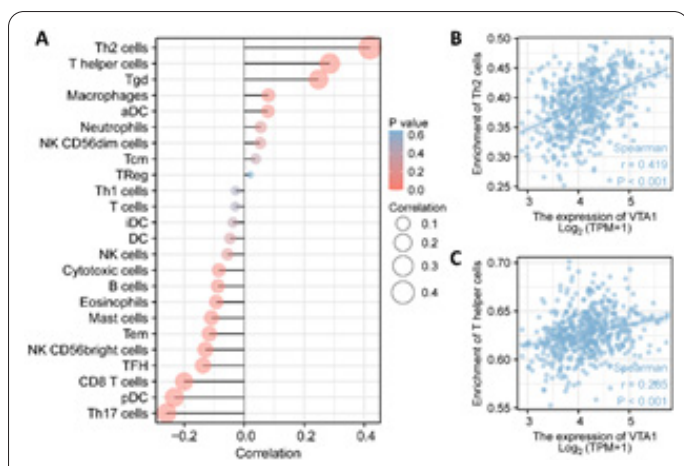 A
Th2 cells
T helper cells
Tgd
Macrophages
aDC
Neutrophils
NK CD56dim cells
Tcm
TReg
Th1 cells
T cells
iDC
DC
NK cells
Cytotoxic cells
B cells
Eosinophils
Mast cells
Tem
NK CD56bright cells
TFH
CD8 T cells
pDC
Th17 cells
−0.2 0.0 0.2 0.4
Correlation
P value
0.6
0.4
0.2
0.0
Correlation
0.1
0.2
0.3
0.4
B
Enrichment of Th2 cells
0.50
0.45
0.40
0.35
0.30
0.25
Spearman
r = 0.419
P < 0.001
3 4 5
The expression of VTA1
Log2 (TPM+1)
C
Enrichment of T helper cells
0.70
0.65
0.60
0.55
Spearman
P < 0.001
3 4 5
The expression of VTA1
Log2 (TPM+1)